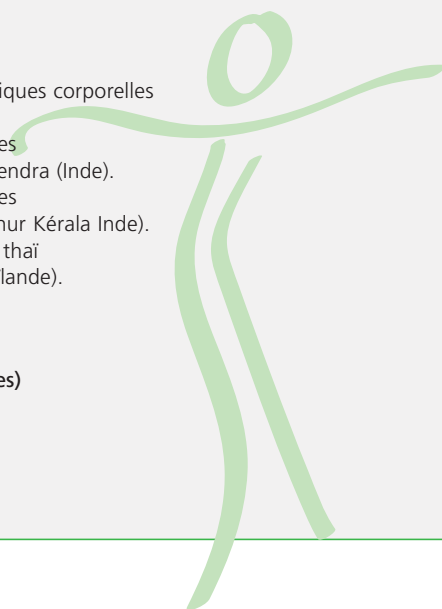 iques corporelles
es
endra (Inde).
es
nur Kérala Inde).
thaï
lande).
es)